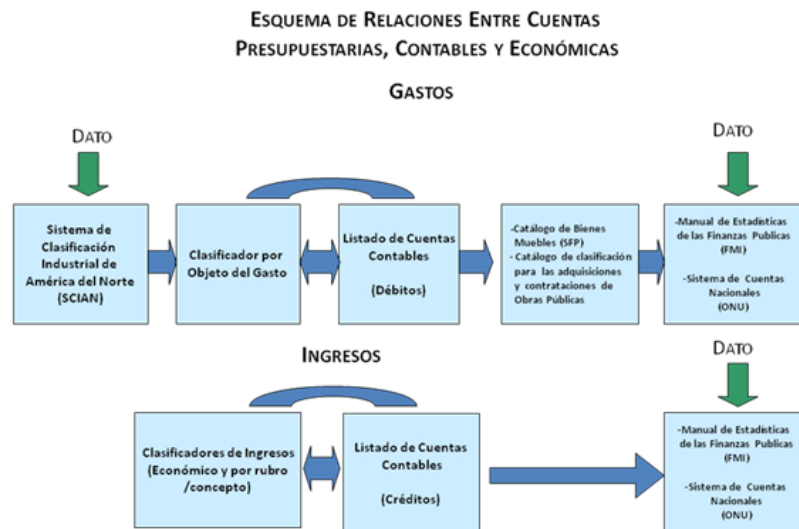 ESQUEMA DE RELACIONES ENTRE CUENTAS
PRESUPUESTARIAS, CONTABLES Y ECONÓMICAS
GASTOS
DATO
DATO
Sistema de
Clasificación
Industrial de
América del Norte
(SCIAN)
Clasificador por
Objeto del Gasto
Listado de Cuentas
Contables
(Débitos)
-Catálogo de Bienes
Muebles (SFP)
- Catálogo de clasificación
para las adquisiciones
y contrataciones de
Obras Públicas
-Manual de Estadísticas
de las Finanzas Publicas
(FMI)
-Sistema de Cuentas
Nacionales
(ONU)
INGRESOS
DATO
Clasificadores de Ingresos
(Económico y por rubro
/concepto)
Listado de Cuentas
Contables
(Créditos)
-Manual de Estadísticas
de las Finanzas Publicas
(FMI)
-Sistema de Cuentas
Nacionales
(ONU)